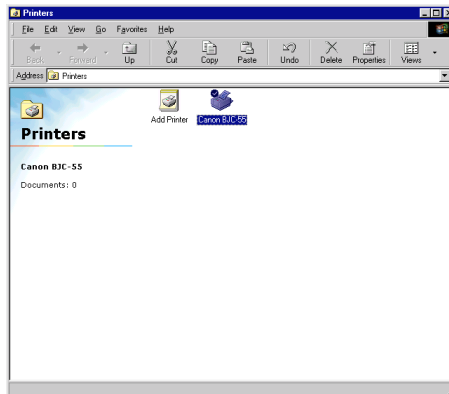 Printers
File Edit View Go Favorites Help
Back Forward Up Cut Copy Paste Undo Delete Properties Views
Address Printers
Add Printer Canon BJC-55
Printers
Canon BJC-55
Documents: 0